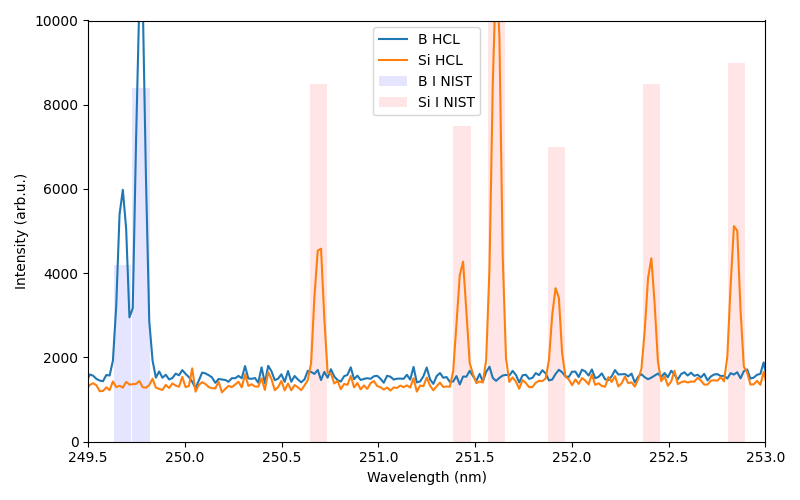 10000
8000
6000
4000
2000
0
Intensity (arb.u.)
B HCL
Si HCL
B I NIST
Si I NIST
249.5 250.0 250.5 251.0 251.5 252.0 252.5 253.0
Wavelength (nm)